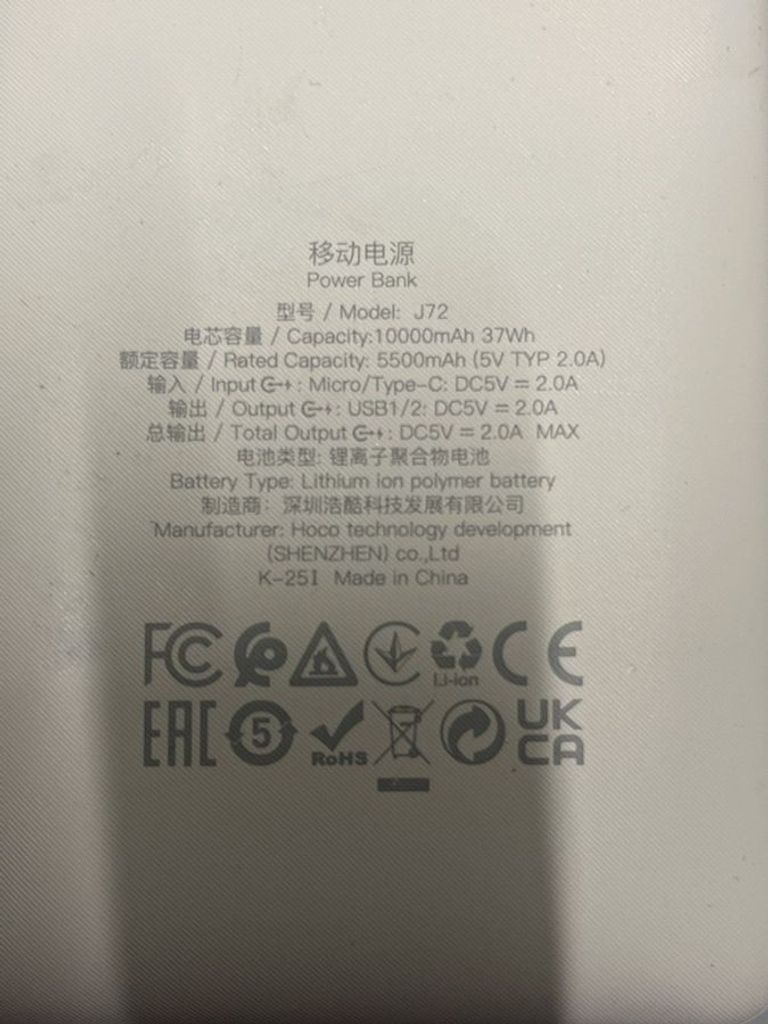 移动电源
Power Bank
型号 / Model: J72
电芯容量 / Capacity:10000mAh 37Wh
额定容量 / Rated Capacity: 5500mAh (5V TYP 2.0A)
输入 / Input : Micro/Type-C: DC5V = 2.0A
输出 / Output : USB1/2: DC5V = 2.0A
总输出 / Total Output : DC5V = 2.0A MAX
电池类型: 锂离子聚合物电池
Battery Type: Lithium ion polymer battery
制造商: 深圳浩酷科技发展有限公司
Manufacturer: Hoco technology development
(SHENZHEN) co.,Ltd
K-25I Made in China
FC Li-ion CE
EAC 5 RoHS UK CA